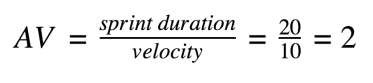 AV = sprint duration / velocity = 20 / 10 = 2